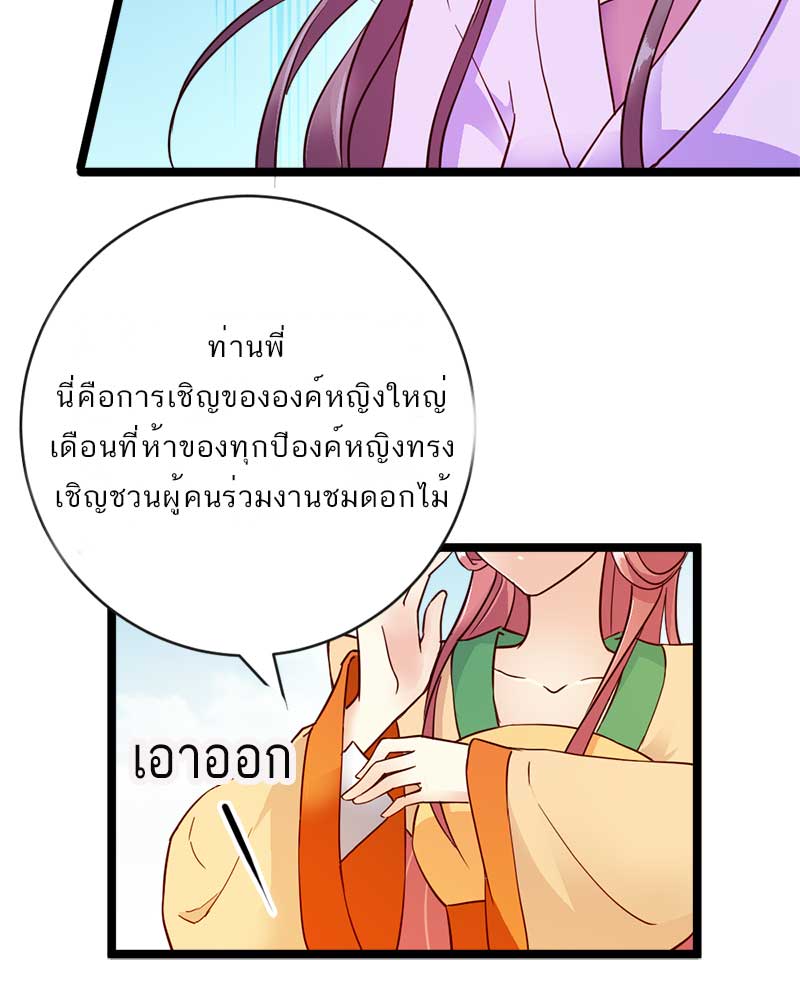 ท่านพี่
นี่คือการเชิญขององค์หญิงใหญ่
เดือนที่ห้าของทุกปีองค์หญิงทรง
เชิญชวนผู้คนร่วมงานชมดอกไม้
เอาออก